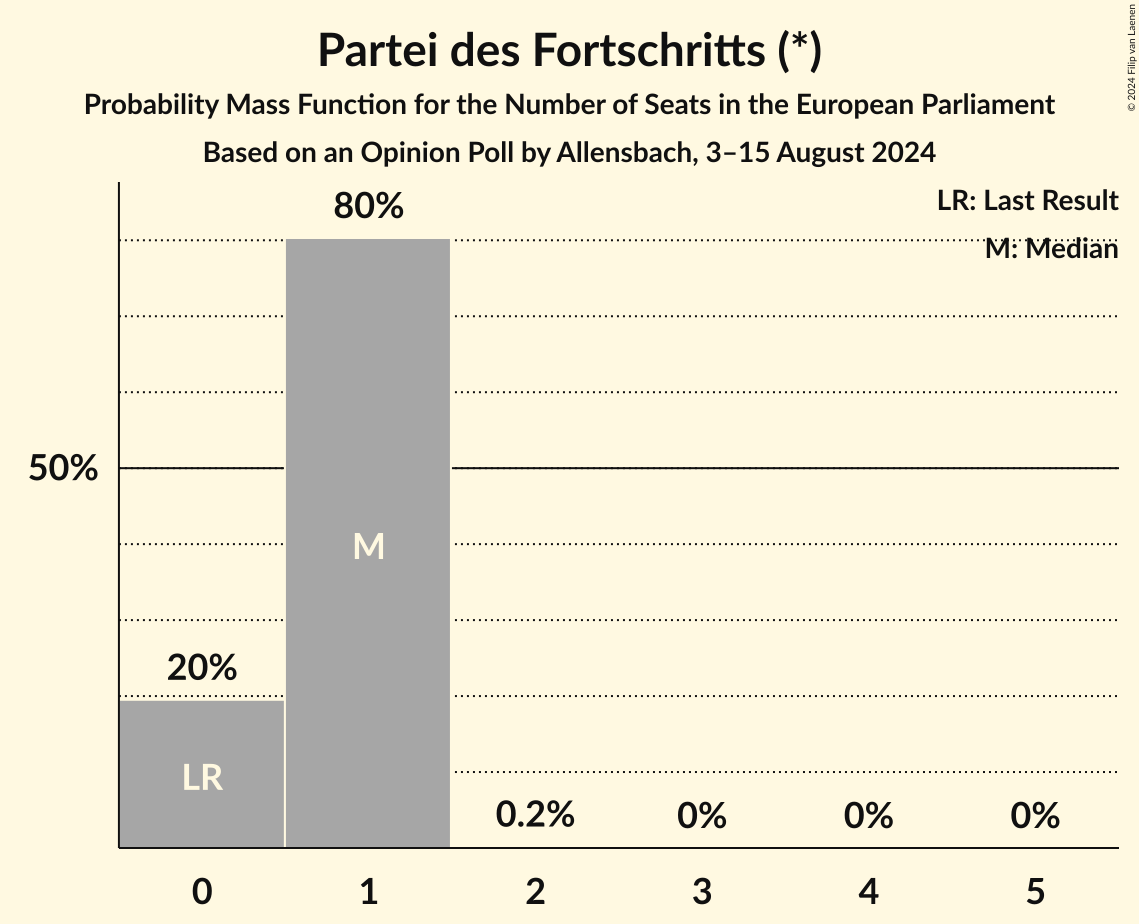 Partei des Fortschritts (*)
Probability Mass Function for the Number of Seats in the European Parliament
Based on an Opinion Poll by Allensbach, 3–15 August 2024
© 2024 Filip van Laenen
LR: Last Result
M: Median
80%
50%
M
20%
LR
0.2%
0%
0%
0%
0
1
2
3
4
5